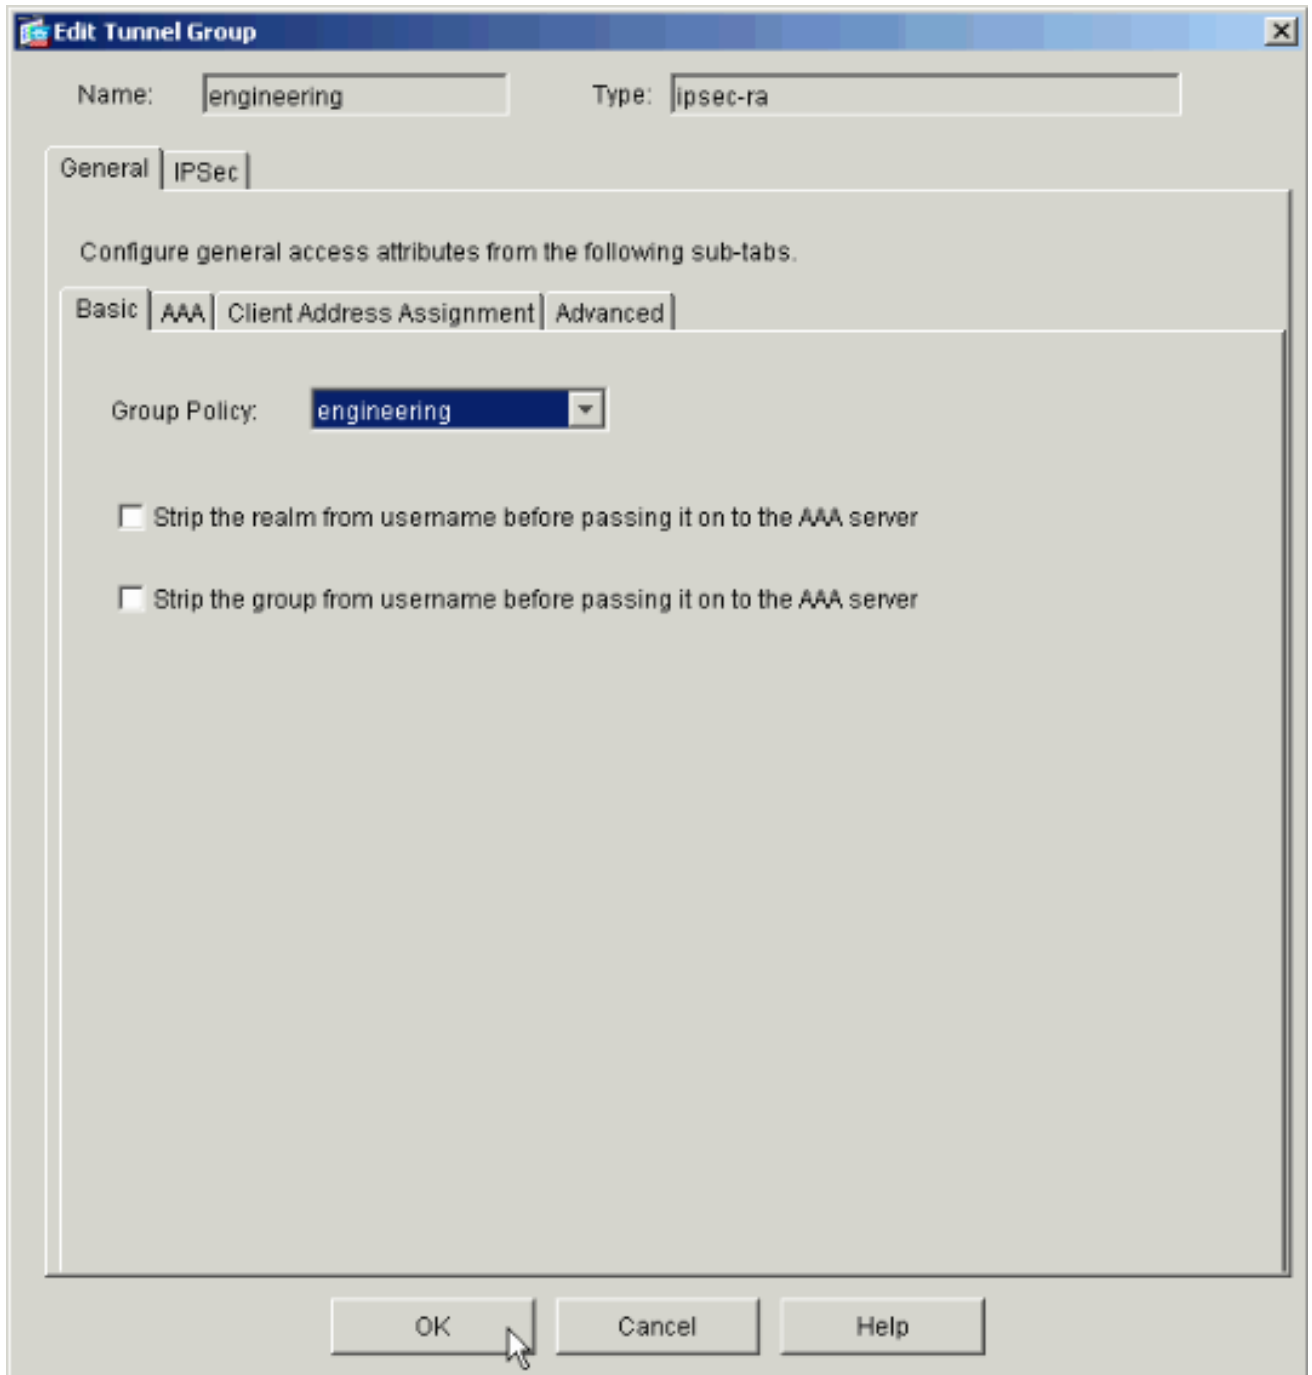 Edit Tunnel Group
Name: engineering Type: ipsec-ra
General IPSec
Configure general access attributes from the following sub-tabs.
Basic AAA Client Address Assignment Advanced
Group Policy: engineering
Strip the realm from username before passing it on to the AAA server
Strip the group from username before passing it on to the AAA server
OK Cancel Help